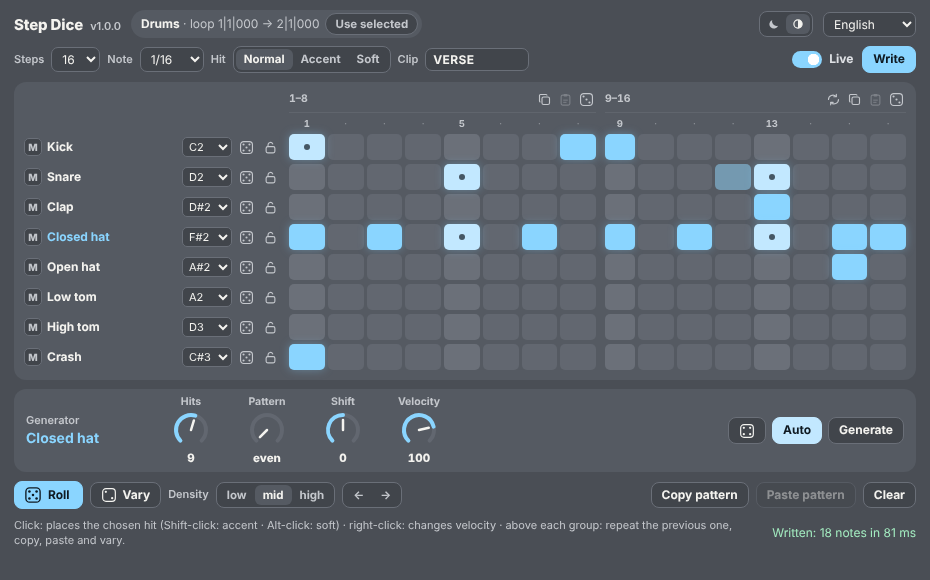 Step Dice v1.0.0 Drums · loop 1|1|000 → 2|1|000 Use selected English
Steps 16 Note 1/16 Hit Normal Accent Soft Clip VERSE Live Write
1–8 9–16
1 · · · 5 · · · 9 · · · 13 · · ·
M Kick C2
M Snare D2
M Clap D#2
M Closed hat F#2
M Open hat A#2
M Low tom A2
M High tom D3
M Crash C#3
Hits Pattern Shift Velocity
Generator
Closed hat Auto Generate
9 even 0 100
Roll Vary Density low mid high ← → Copy pattern Paste pattern Clear
Click: places the chosen hit (Shift-click: accent · Alt-click: soft) · right-click: changes velocity · above each group: repeat the previous one,
copy, paste and vary.
Written: 18 notes in 81 ms